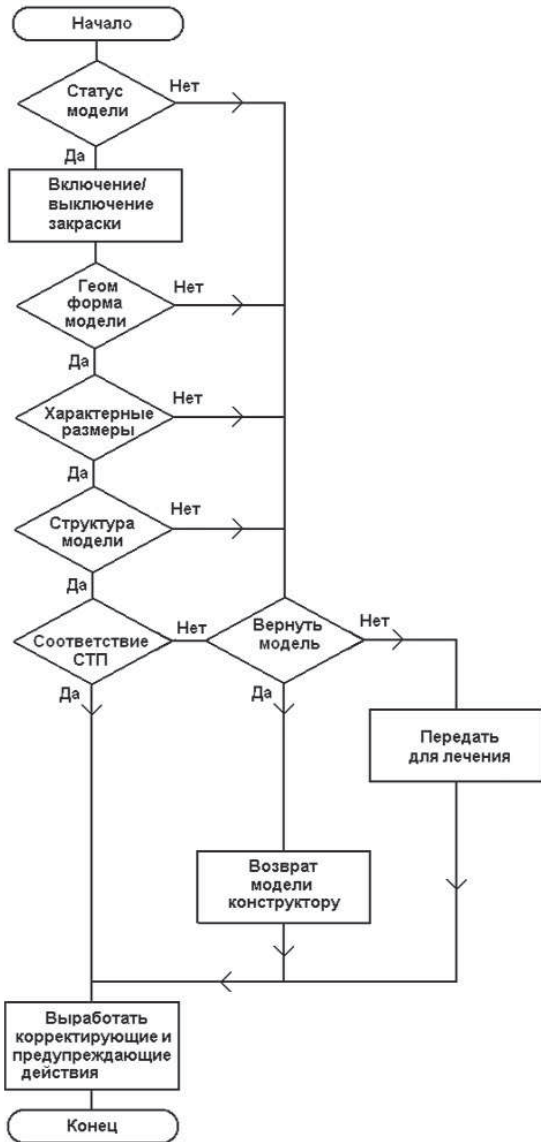 Начало
Статус
модели
Нет
Да
Включение/
выключение
закраски
Геом
форма
модели
Нет
Да
Характерные
размеры
Нет
Да
Структура
модели
Нет
Да
Соответствие
СТП
Нет
Да
Вернуть
модель
Нет
Да
Передать
для лечения
Возврат
модели
конструктору
Выработать
корректирующие и
предупреждающие
действия
Конец